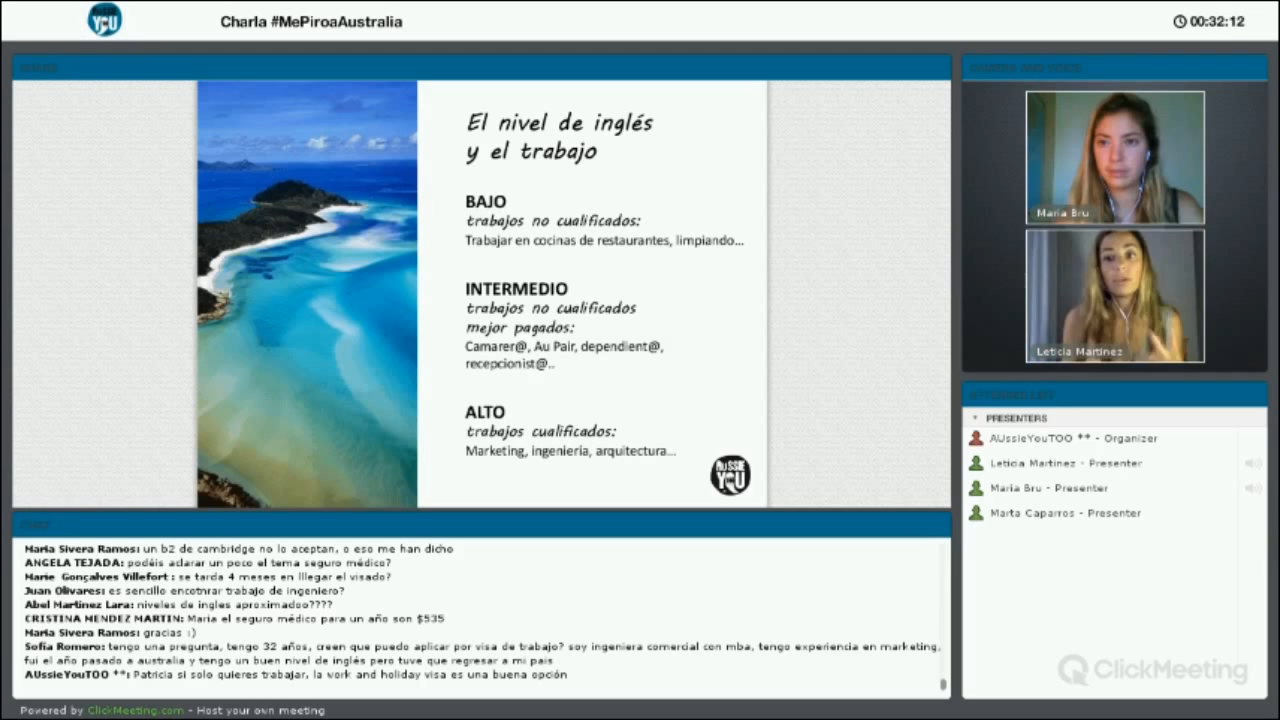 AUSSIE
YOU
Charla #MePiroaAustralia
00:32:12
El nivel de inglés
y el trabajo
BAJO
trabajos no cualificados:
Trabajar en cocinas de restaurantes, limpiando...
INTERMEDIO
trabajos no cualificados
mejor pagados:
Camarer@, Au Pair, dependient@,
recepcionist@..
ALTO
trabajos cualificados:
Marketing, ingeniería, arquitectura...
AUSSIE
YOU
Maria Bru
Leticia Martinez
PRESENTERS
AUssieYouTOO ** - Organizer
Leticia Martinez - Presenter
Maria Bru - Presenter
Marta Caparros - Presenter
Maria Sivera Ramos: un b2 de cambridge no lo aceptan, o eso me han dicho
ANGELA TEJADA: podéis aclarar un poco el tema seguro médico?
Marie Gonçalves Villefort : se tarda 4 meses en lllegar el visado?
Juan Olivares: es sencillo encotnrar trabajo de ingeniero?
Abel Martinez Lara: niveles de ingles aproximadoo????
CRISTINA MENDEZ MARTIN: Maria el seguro médico para un año son $535
Maria Sivera Ramos: gracias :)
Sofia Romero: tengo una pregunta, tengo 32 años, creen que puedo aplicar por visa de trabajo? soy ingeniera comercial con mba, tengo experiencia en marketing,
fui el año pasado a australia y tengo un buen nivel de inglés pero tuve que regresar a mi pais
AUssieYouTOO **: Patricia si solo quieres trabajar, la work and holiday visa es una buena opción
ClickMeeting
Powered by ClickMeeting.com - Host your own meeting